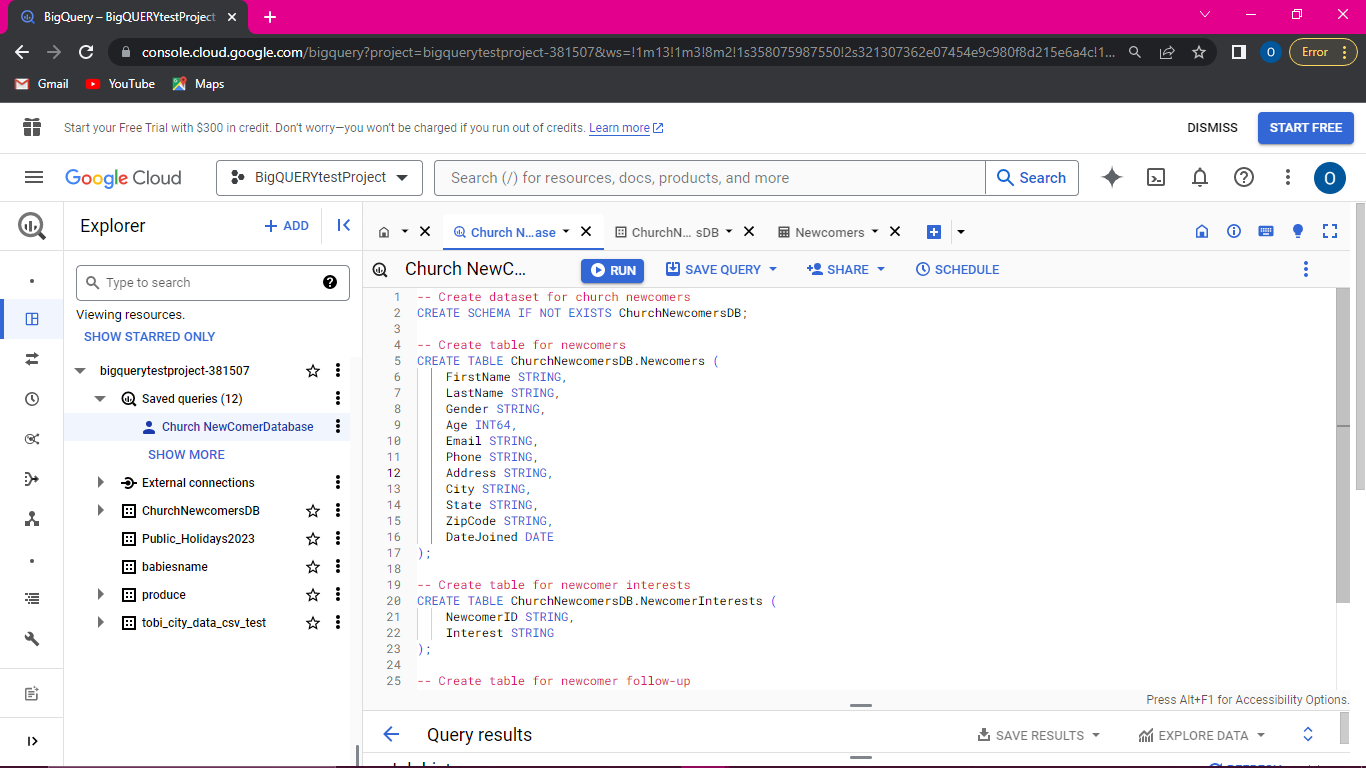 BigQuery – BigQUERYtestProject
console.cloud.google.com/bigquery?project=bigquerytestproject-381507&ws=!1m13!1m3!8m2!1s358075987550!2s321307362e07454e9c980f8d215e6a4c!1...
O
Error
Gmail
YouTube
Maps
Start your Free Trial with $300 in credit. Don't worry—you won't be charged if you run out of credits. Learn more
DISMISS
START FREE
Google Cloud
BigQUERYtestProject
Search (/) for resources, docs, products, and more
Search
O
Explorer
+ ADD
Church N...ase
ChurchN... sDB
Newcomers
Church NewC...
RUN
SAVE QUERY
SHARE
SCHEDULE
Type to search
Viewing resources.
SHOW STARRED ONLY
bigquerytestproject-381507
Saved queries (12)
Church NewComerDatabase
SHOW MORE
External connections
ChurchNewcomersDB
Public_Holidays2023
babiesname
produce
tobi_city_data_csv_test
1 -- Create dataset for church newcomers
2 CREATE SCHEMA IF NOT EXISTS ChurchNewcomersDB;
3
4 -- Create table for newcomers
5 CREATE TABLE ChurchNewcomersDB.Newcomers (
6 FirstName STRING,
7 LastName STRING,
8 Gender STRING,
9 Age INT64,
10 Email STRING,
11 Phone STRING,
12 Address STRING,
13 City STRING,
14 State STRING,
15 ZipCode STRING,
16 DateJoined DATE
17 );
18
19 -- Create table for newcomer interests
20 CREATE TABLE ChurchNewcomersDB.NewcomerInterests (
21 NewcomerID STRING,
22 Interest STRING
23 );
24
25 -- Create table for newcomer follow-up
Press Alt+F1 for Accessibility Options.
Query results
SAVE RESULTS
EXPLORE DATA